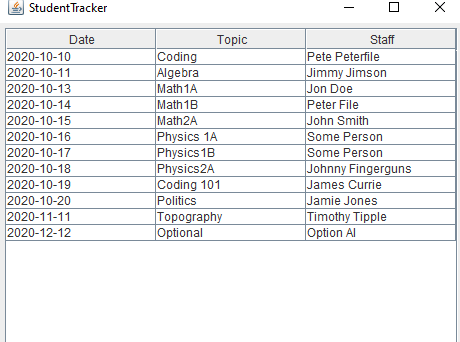 StudentTracker
Date Topic Staff
2020-10-10 Coding Pete Peterfile
2020-10-11 Algebra Jimmy Jimson
2020-10-13 Math1A Jon Doe
2020-10-14 Math1B Peter File
2020-10-15 Math2A John Smith
2020-10-16 Physics 1A Some Person
2020-10-17 Physics1B Some Person
2020-10-18 Physics2A Johnny Fingerguns
2020-10-19 Coding 101 James Currie
2020-10-20 Politics Jamie Jones
2020-11-11 Topography Timothy Tipple
2020-12-12 Optional Option Al